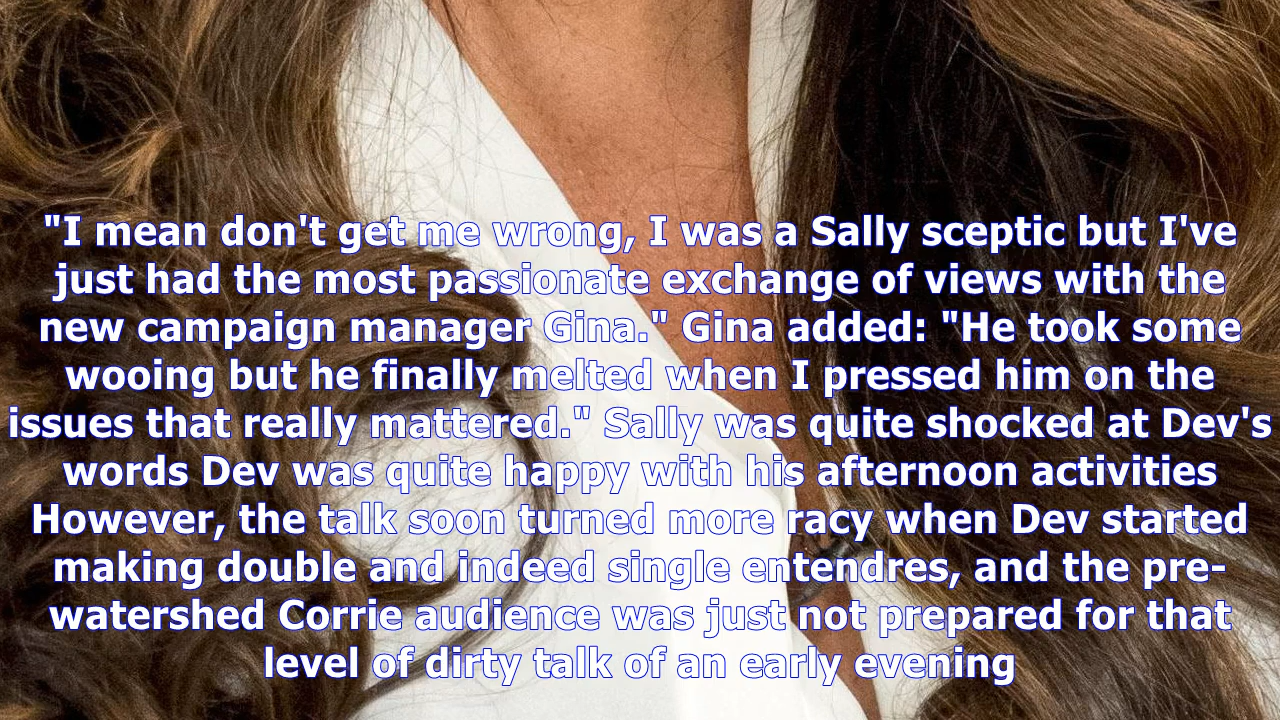 "I mean don't get me wrong, I was a Sally sceptic but I've
just had the most passionate exchange of views with the
new campaign manager Gina." Gina added: "He took some
wooing but he finally melted when I pressed him on the
issues that really mattered." Sally was quite shocked at Dev's
words Dev was quite happy with his afternoon activities
However, the talk soon turned more racy when Dev started
making double and indeed single entendres, and the pre-
watershed Corrie audience was just not prepared for that
level of dirty talk of an early evening